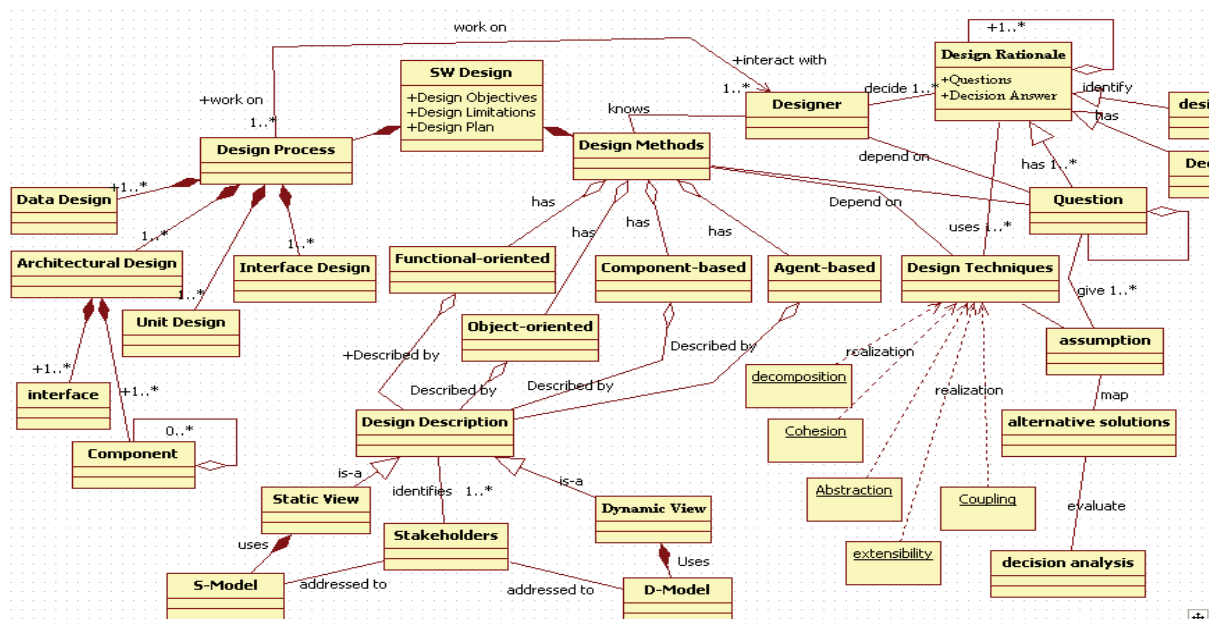 work on
+1..*
Design Rationale
+Questions
+Decision Answer
SW Design
+Design Objectives
+Design Limitations
+Design Plan
+interact with
1..*
Designer
decide 1..*
identify
desi
has
Dec
+work on
1..*
knows
Design Process
Design Methods
depend on
has 1..*
Data Design
+1..*
Question
has
has
has
has
Depend on
uses 1..*
1..*
1..*
1..*
Architectural Design
Interface Design
Functional-oriented
Component-based
Agent-based
Design Techniques
give 1..*
Unit Design
Object-oriented
assumption
+Described by
Described by
Described by
Described by
realization
realization
decomposition
map
+1..*
+1..*
interface
Component
0..*
Design Description
Cohesion
alternative solutions
is-a
identifies 1..*
is-a
Static View
Dynamic View
Abstraction
Coupling
evaluate
uses
Stakeholders
Uses
extensibility
decision analysis
S-Model
addressed to
addressed to
D-Model